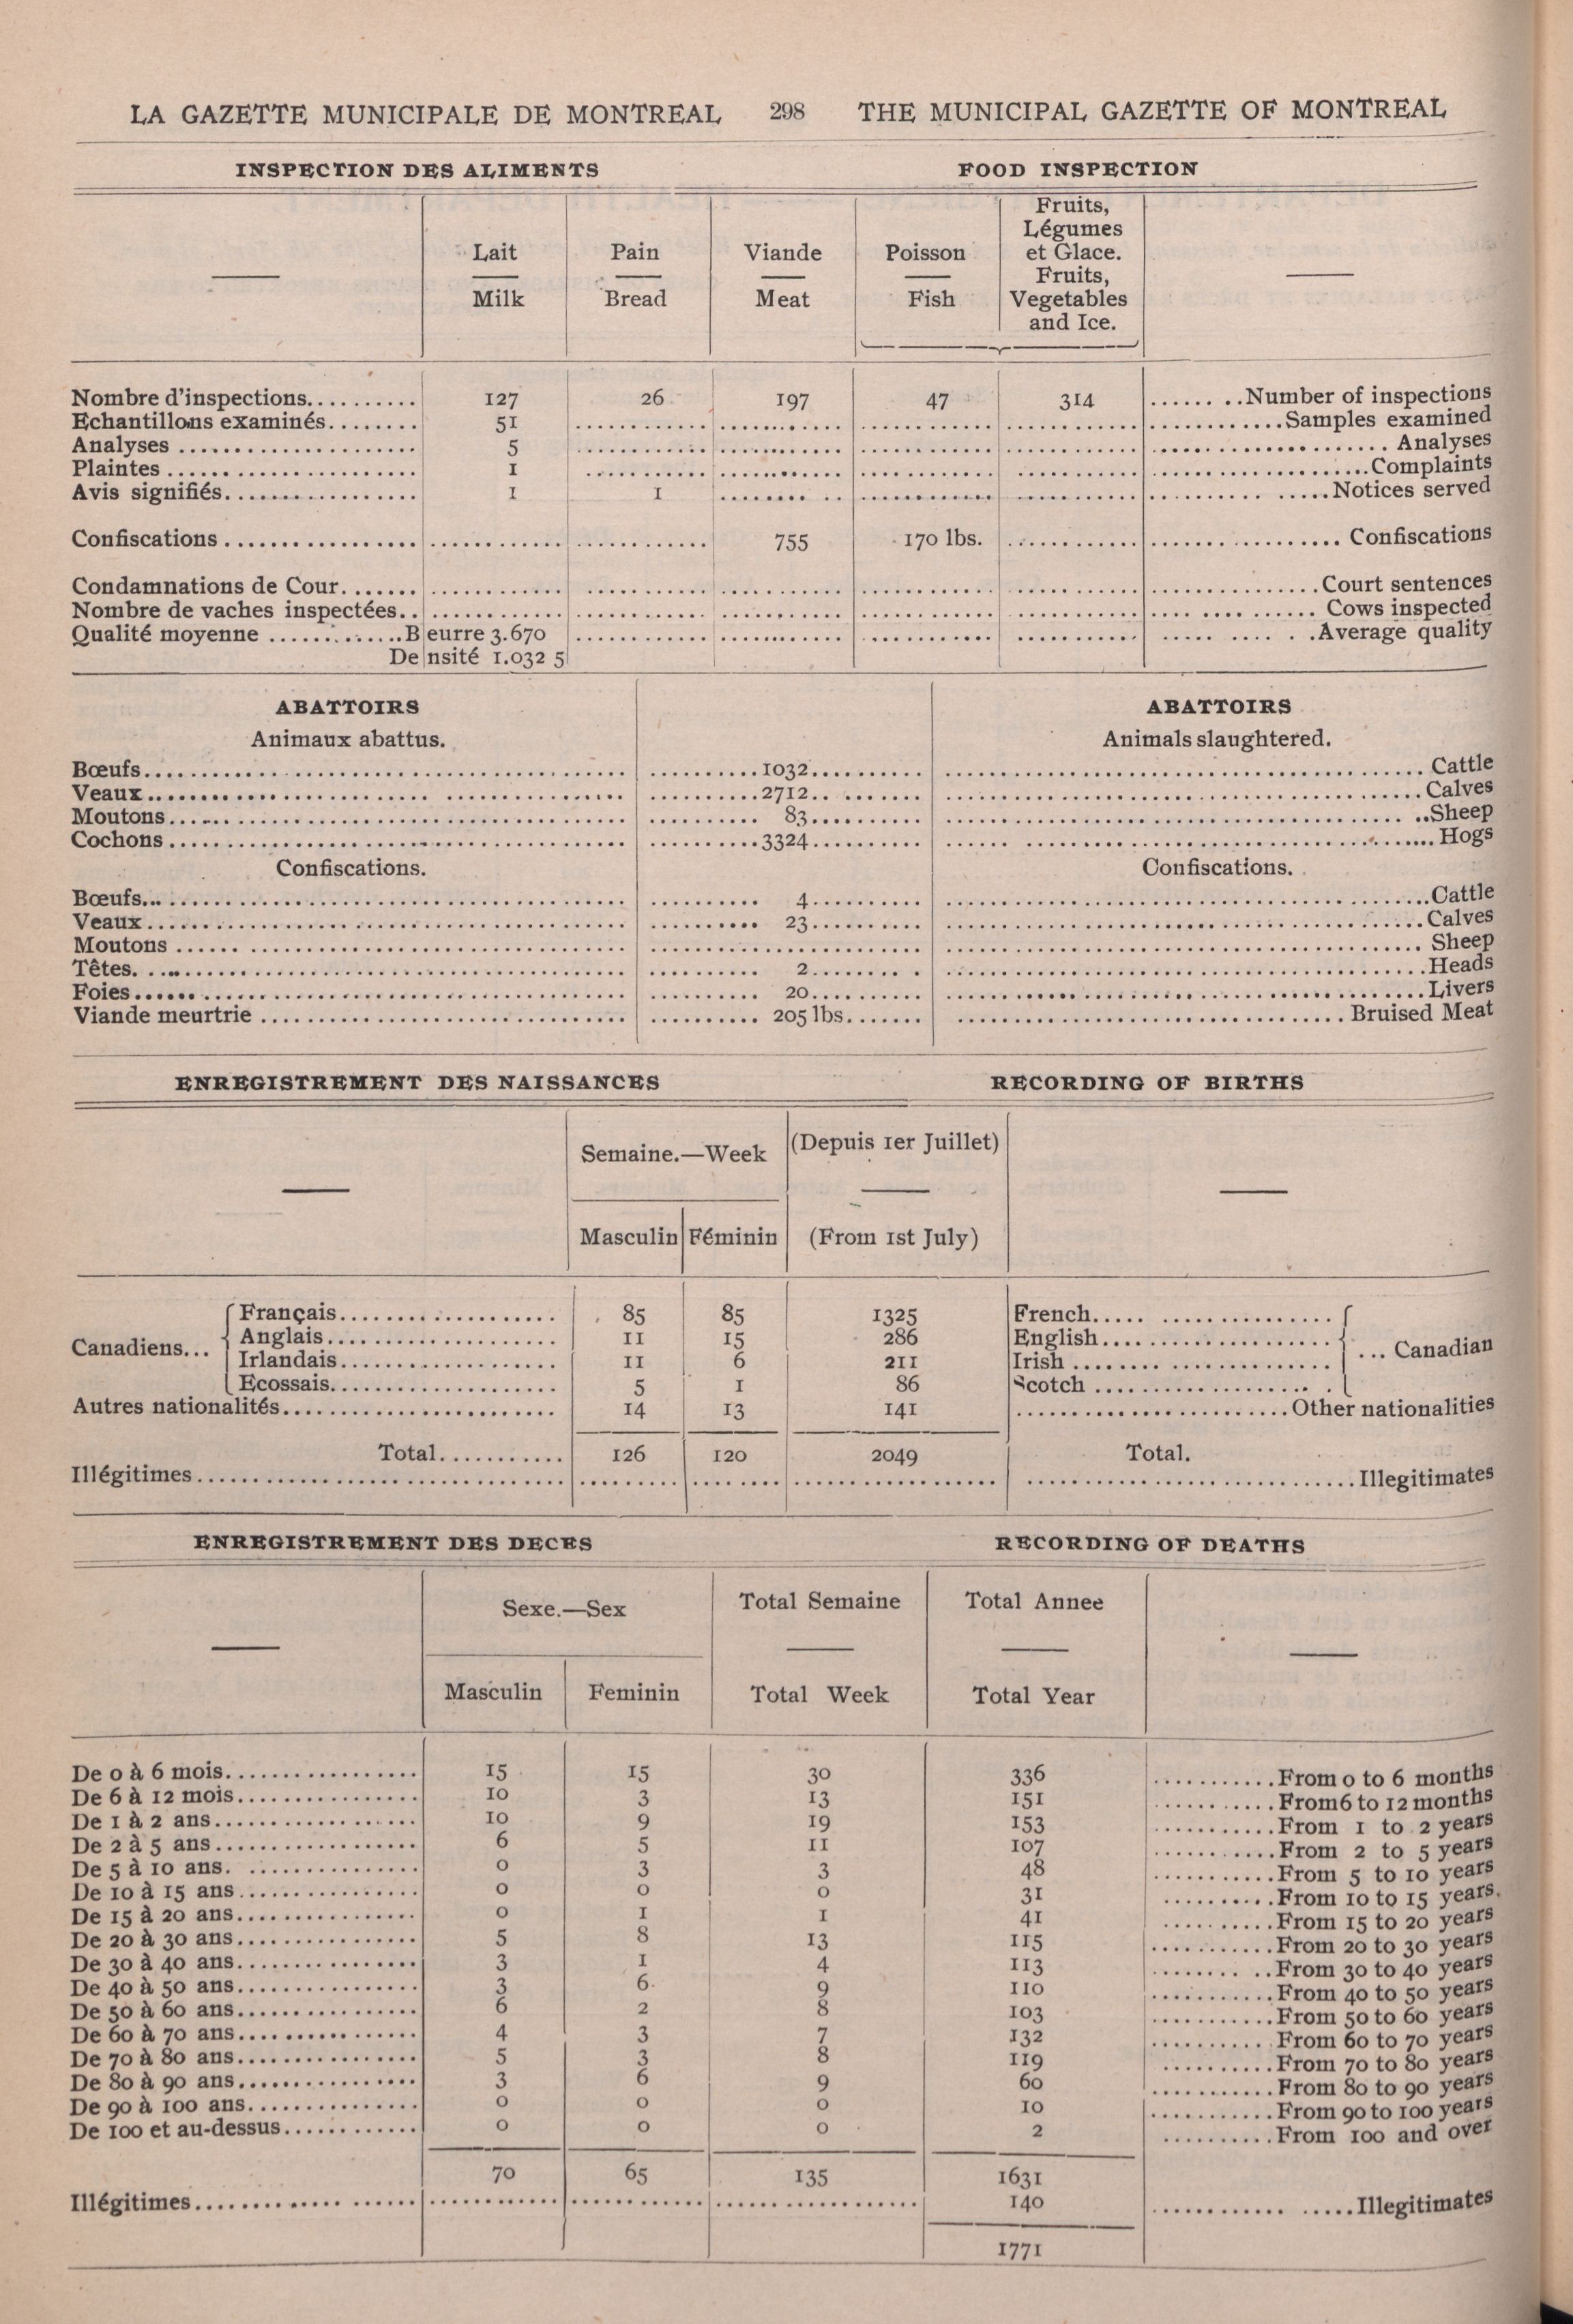 LA GAZETTE MUNICIPALE DE MONTREAL 298 THE MUNICIPAL GAZETTE OF MONTREAL
INSPECTION DES ALIMENTS FOOD INSPECTION
Lait Pain Viande Poisson Fruits, Légumes et Glace.
Milk Bread Meat Fish Fruits, Vegetables and Ice.
Nombre d'inspections.......... 127 26 197 47 314 ...... ..Number of inspections
Echantillons examinés........ 51 ............ ............ ............ ............ ............Samples examined
Analyses ..................... 5 ............ ............ ............ ............ ............ Analyses
Plaintes ...................... 1 ............ ............ ............ ............ ............Complaints
Avis signifiés................. 1 1 ........ .. ............ ............ .......... .....Notices served
Confiscations ................. ............ ............ 755 170 lbs. ............ ................. Confiscations
Condamnations de Cour....... ............ ............ ............ ............ ............ ...............Court sentences
Nombre de vaches inspectées.. ............ ............ ............ ............ ............ .... .... ...... Cows inspected
Qualité moyenne ............Beurre 3.670 ............ ............ ............ ............ ..... ..... . .Average quality
Densité 1.032 5
ABATTOIRS ABATTOIRS
Animaux abattus. Animals slaughtered.
Bœufs.......................................... ..........1032.......... .......................................... Cattle
Veaux.......................... ................ ..........2712.. ....... ..........................................Calves
Moutons........................................ .......... 83.......... ........................................ ..Sheep
Cochons........................................ ..........3324.......... ...... ..................................Hogs
Confiscations. Confiscations.
Bœufs.......................................... .......... 4.......... ..........................................Cattle
Veaux.......................................... .......... 23.......... ..........................................Calves
Moutons ...... ................................. ........................ .......................................... Sheep
Têtes. ......................................... .......... 2........ . ..........................................Heads
Foies...... .................................... .......... 20.......... ..........................................Livers
Viande meurtrie ................................ .......... 205 lbs....... .................................. Bruised Meat
ENREGISTREMENT DES NAISSANCES RECORDING OF BIRTHS
Semaine.—Week (Depuis 1er Juillet)
Masculin Féminin (From 1st July)
Français................... 85 85 1325 French..... ...............
Anglais.................... 11 15 286 English....................
Canadiens... ... Canadian
Irlandais................... 11 6 211 Irish ........ ..............
Ecossais.................... 5 1 86 Scotch ................... .
Autres nationalités........................ 14 13 141 ........................Other nationalities
Total........... 126 120 2049 Total.
Illégitimes................................. ......... ........ .................. .............................Illegitimates
ENREGISTREMENT DES DECES RECORDING OF DEATHS
Sexe.—Sex Total Semaine Total Annee
Masculin Feminin Total Week Total Year
De 0 à 6 mois................. 15 15 30 336 ...........From 0 to 6 months
De 6 à 12 mois................ 10 3 13 151 ...........From 6 to 12 months
De 1 à 2 ans.................. 10 9 19 153 ...........From 1 to 2 years
De 2 à 5 ans.................. 6 5 11 107 ...........From 2 to 5 years
De 5 à 10 ans. ............... 0 3 3 48 ...........From 5 to 10 years
De 10 à 15 ans................ 0 0 0 31 ..........From 10 to 15 years.
De 15 à 20 ans................ 0 1 1 41 ..........From 15 to 20 years
De 20 à 30 ans................ 5 8 13 115 ...........From 20 to 30 years
De 30 à 40 ans................ 3 1 4 113 ........ ..From 30 to 40 years
De 40 à 50 ans................ 3 6 9 110 ...........From 40 to 50 years
De 50 à 60 ans................ 6 2 8 103 ...........From 50 to 60 years
De 60 à 70 ans................ 4 3 7 132 ...........From 60 to 70 years
De 70 à 80 ans................ 5 3 8 119 ..........From 70 to 80 years
De 80 à 90 ans................ 3 6 9 60 ...........From 80 to 90 years
De 90 à 100 ans............... 0 0 0 10 ...........From 90 to 100 years
De 100 et au-dessus............ 0 0 0 2 ..........From 100 and over
70 65 135 1631
Illégitimes............... ...... ............ ............ .................. 140 ............ .....Illegitimates
1771